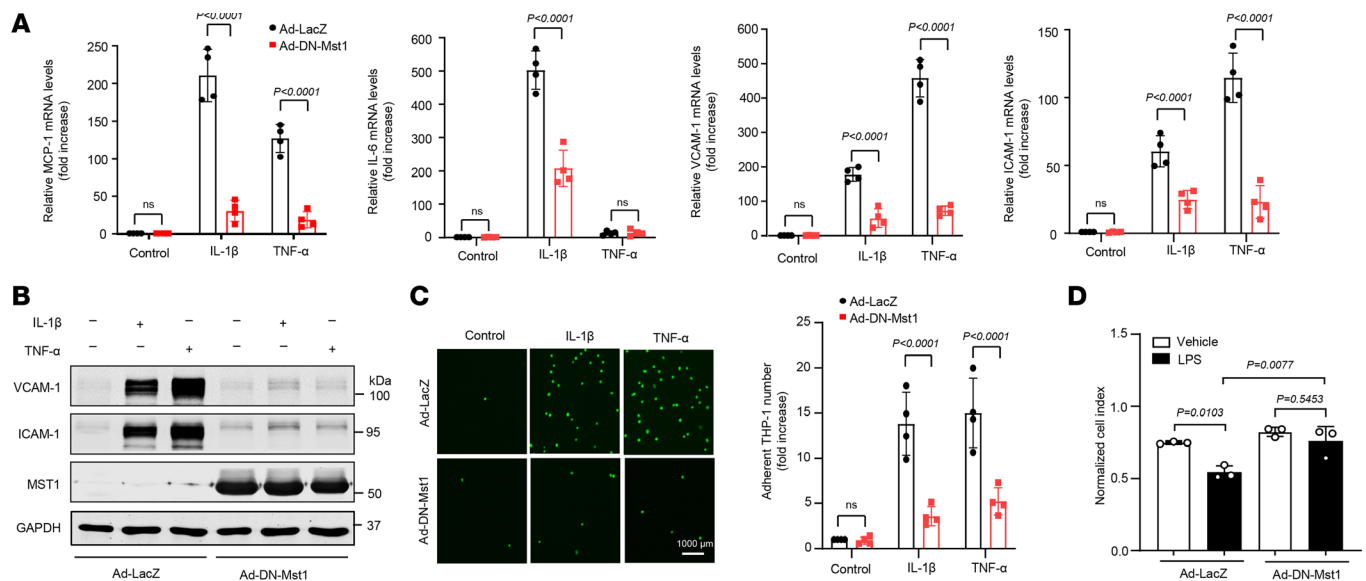 A
Ad-LacZ
Ad-DN-Mst1
Relative MCP-1 mRNA levels
(fold increase)
250
200
150
100
50
0
P<0.0001
P<0.0001
ns
Control
IL-1β
TNF-α
Relative IL-6 mRNA levels
(fold increase)
800
600
400
200
0
P<0.0001
ns
ns
Control
IL-1β
TNF-α
Relative VCAM-1 mRNA levels
(fold increase)
600
500
400
300
200
100
0
P<0.0001
P<0.0001
ns
Control
IL-1β
TNF-α
Relative ICAM-1 mRNA levels
(fold increase)
150
100
50
0
P<0.0001
P<0.0001
ns
Control
IL-1β
TNF-α
B
IL-1β – + – – + –
TNF-α – – + – – +
VCAM-1
kDa
100
ICAM-1
95
MST1
50
GAPDH
37
Ad-LacZ
Ad-DN-Mst1
C
Control
IL-1β
TNF-α
Ad-LacZ
Ad-DN-Mst1
1000 μm
Ad-LacZ
Ad-DN-Mst1
Adherent THP-1 number
(fold increase)
25
20
15
10
5
0
P<0.0001
P<0.0001
ns
Control
IL-1β
TNF-α
D
Normalized cell index
1.5
1.0
0.5
0.0
Vehicle
LPS
P=0.0077
P=0.0103
P=0.5453
Ad-LacZ
Ad-DN-Mst1